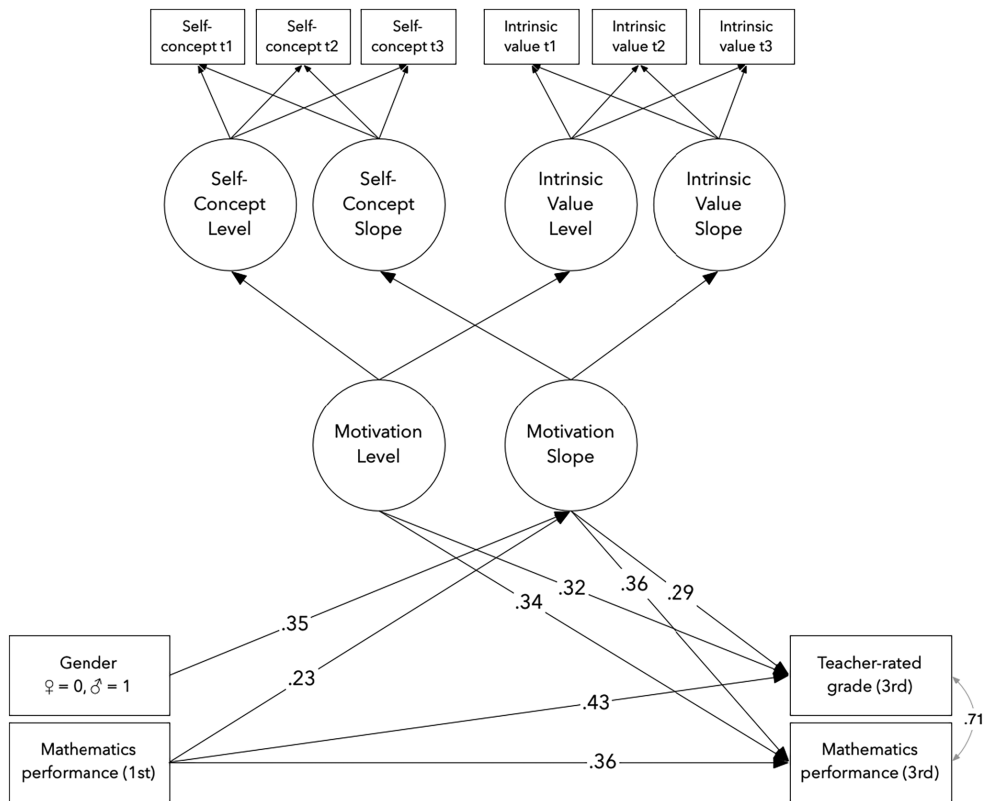 Self-
concept t1
Self-
concept t2
Self-
concept t3
Intrinsic
value t1
Intrinsic
value t2
Intrinsic
value t3
Self-
Concept
Level
Self-
Concept
Slope
Intrinsic
Value
Level
Intrinsic
Value
Slope
Motivation
Level
Motivation
Slope
.32
.36
.29
.34
.35
.23
.43
.36
Gender
♀ = 0, ♂ = 1
Mathematics
performance (1st)
Teacher-rated
grade (3rd)
.71
Mathematics
performance (3rd)